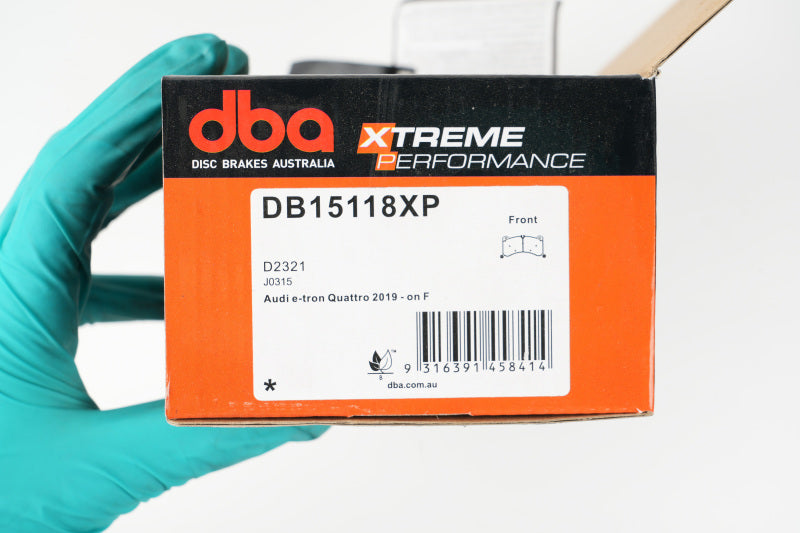 dba
DISC BRAKES AUSTRALIA
XTREME
PERFORMANCE
DB15118XP
Front
D2321
J0315
Audi e-tron Quattro 2019 - on F
TM
B
9 316391 458414
*
dba.com.au